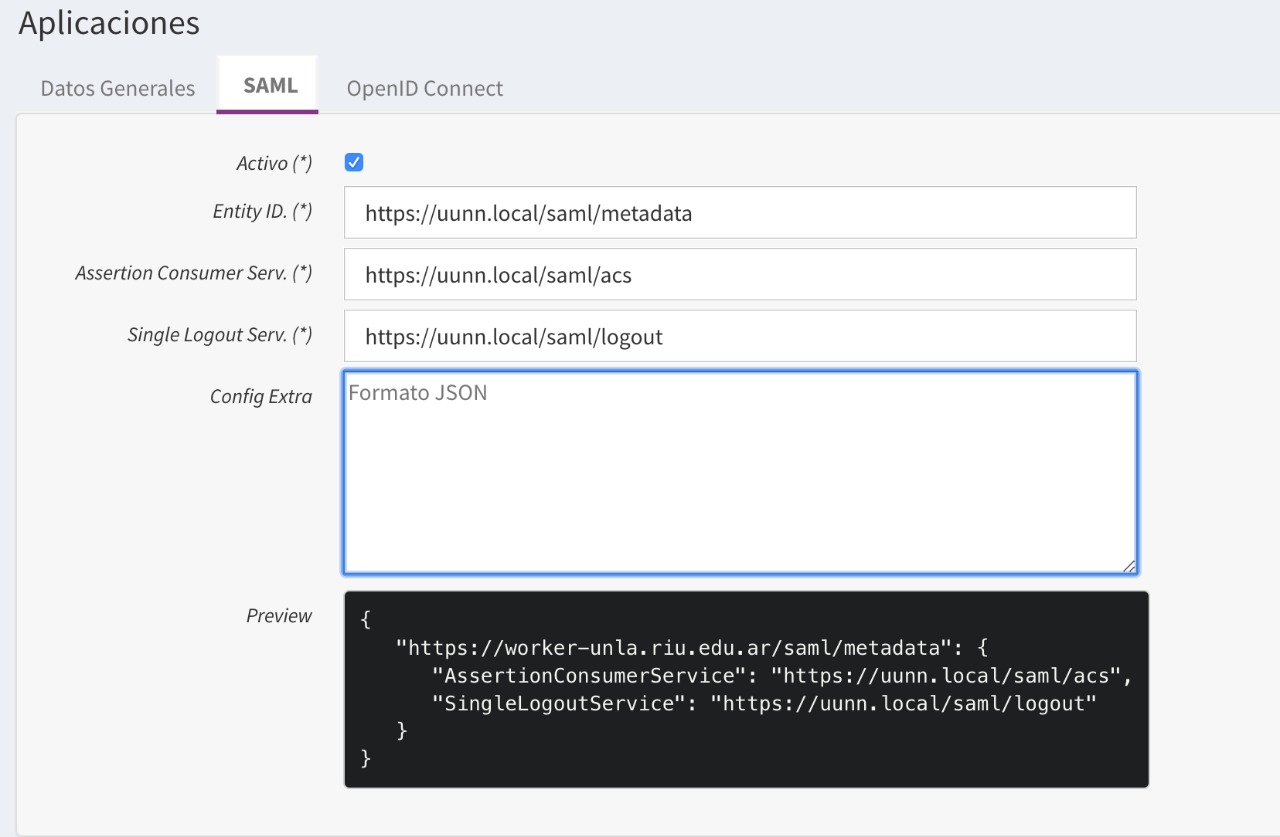 Aplicaciones
Datos Generales SAML OpenID Connect
Activo (*)
Entity ID. (*) https://uunn.local/saml/metadata
Assertion Consumer Serv. (*) https://uunn.local/saml/acs
Single Logout Serv. (*) https://uunn.local/saml/logout
Config Extra Formato JSON
Preview {
"https://worker-unla.riu.edu.ar/saml/metadata": {
"AssertionConsumerService": "https://uunn.local/saml/acs",
"SingleLogoutService": "https://uunn.local/saml/logout"
}
}